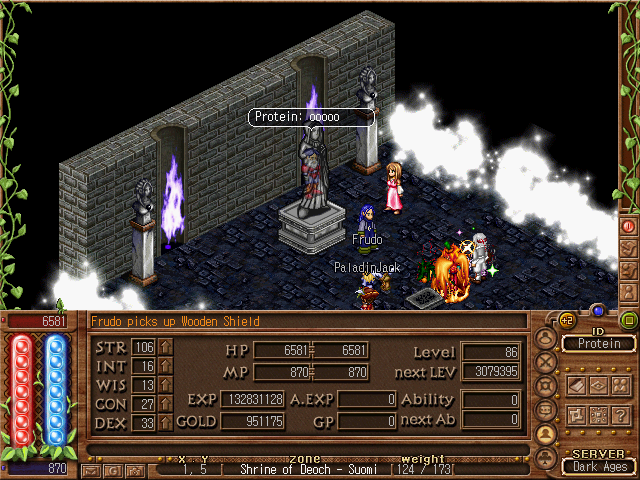 Protein: ooooo
Frudo
PaladinJack
6581
Frudo picks up Wooden Shield
+2
ID
Protein
STR 106
INT 16
WIS 13
CON 27
DEX 33
HP 6581 6581
MP 870 870
EXP 132831128 A.EXP 0
GOLD 951175 GP 0
Level 86
next LEV 3079395
Ability 0
next Ab 0
870
x y zone weight
1, 5 [ Shrine of Deoch - Suomi [124 / 173[
SERVER
Dark Ages
G
?